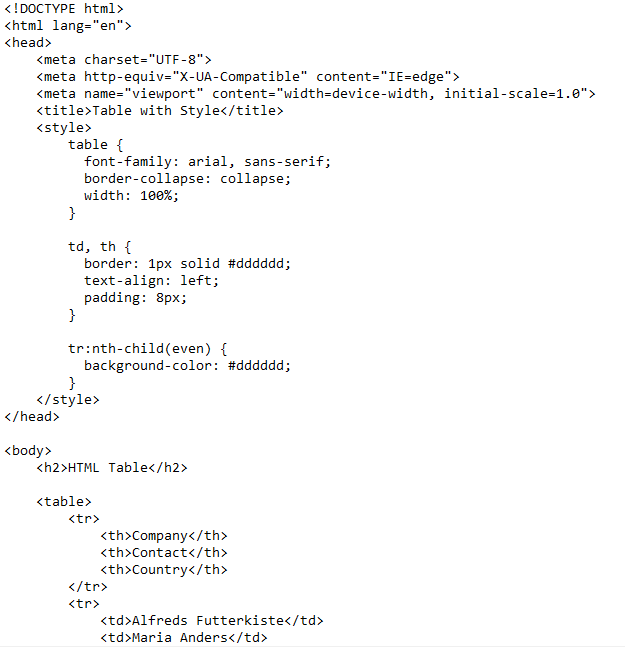 <!DOCTYPE html>
<html lang="en">
<head>
    <meta charset="UTF-8">
    <meta http-equiv="X-UA-Compatible" content="IE=edge">
    <meta name="viewport" content="width=device-width, initial-scale=1.0">
    <title>Table with Style</title>
    <style>
        table {
          font-family: arial, sans-serif;
          border-collapse: collapse;
          width: 100%;
        }

        td, th {
          border: 1px solid #dddddd;
          text-align: left;
          padding: 8px;
        }

        tr:nth-child(even) {
          background-color: #dddddd;
        }
    </style>
</head>

<body>
    <h2>HTML Table</h2>

    <table>
        <tr>
            <th>Company</th>
            <th>Contact</th>
            <th>Country</th>
        </tr>
        <tr>
            <td>Alfreds Futterkiste</td>
            <td>Maria Anders</td>